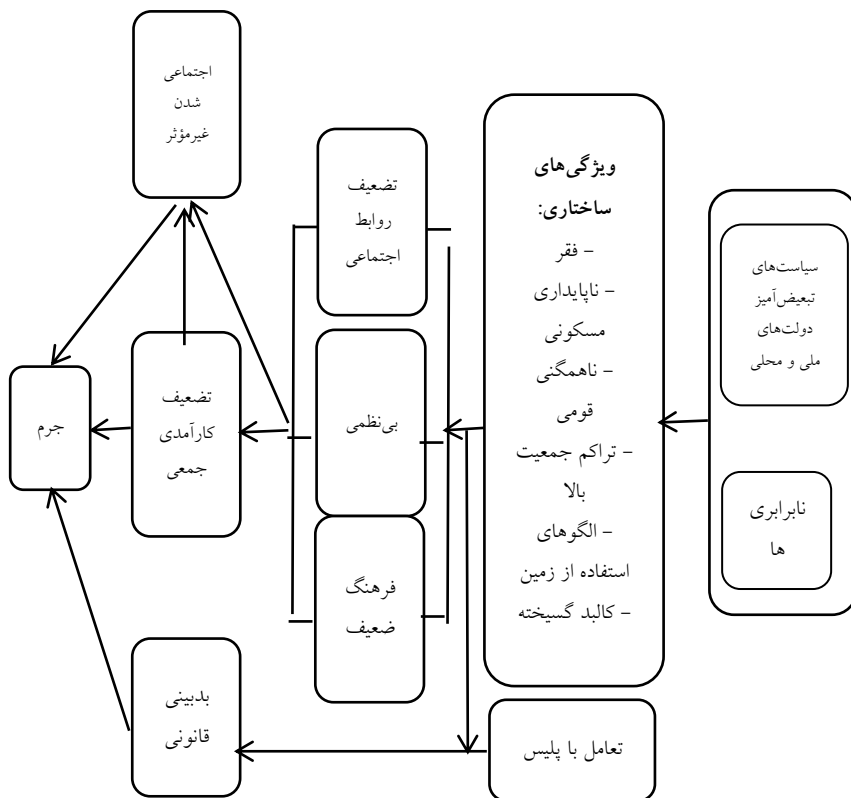 سیاست‌های
تبعیض‌آمیز
دولت‌های
ملی و محلی
نابرابری
ها
ویژگی‌های
ساختاری:
- فقر
- ناپایداری
مسکونی
- ناهمگنی
قومی
- تراکم جمعیت
بالا
- الگوهای
استفاده از زمین
- کالبد گسیخته
تعامل با پلیس
تضعیف
روابط
اجتماعی
بی‌نظمی
فرهنگ
ضعیف
اجتماعی
شدن
غیرمؤثر
تضعیف
کارآمدی
جمعی
بدبینی
قانونی
جرم